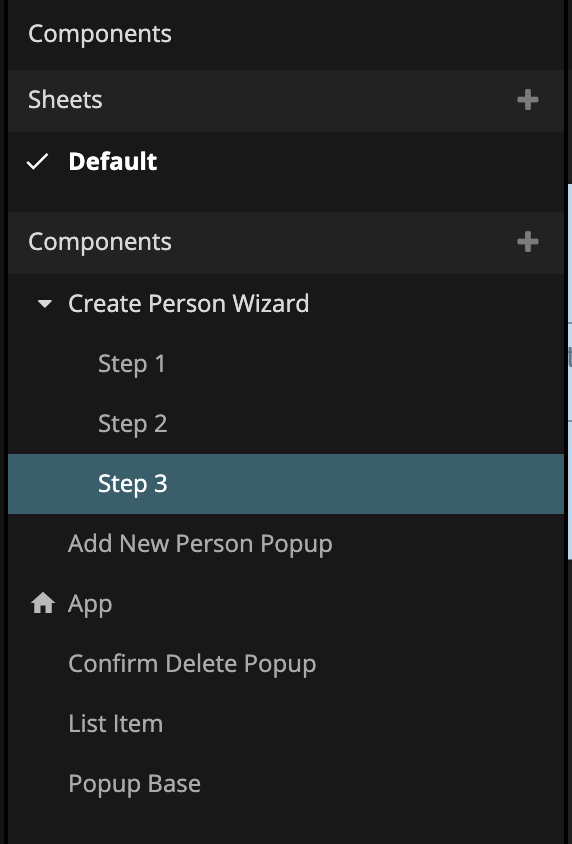 Components
Sheets
Default
Components
Create Person Wizard
Step 1
Step 2
Step 3
Add New Person Popup
App
Confirm Delete Popup
List Item
Popup Base